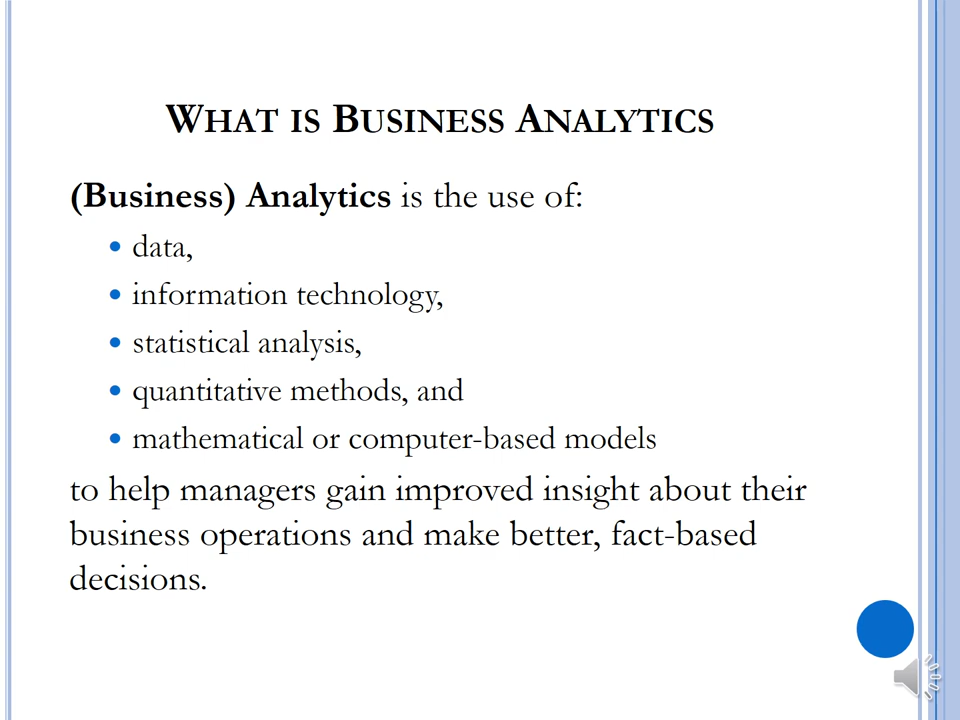 WHAT IS BUSINESS ANALYTICS
(Business) Analytics is the use of:
• data,
• information technology,
• statistical analysis,
• quantitative methods, and
• mathematical or computer-based models
to help managers gain improved insight about their
business operations and make better, fact-based
decisions.